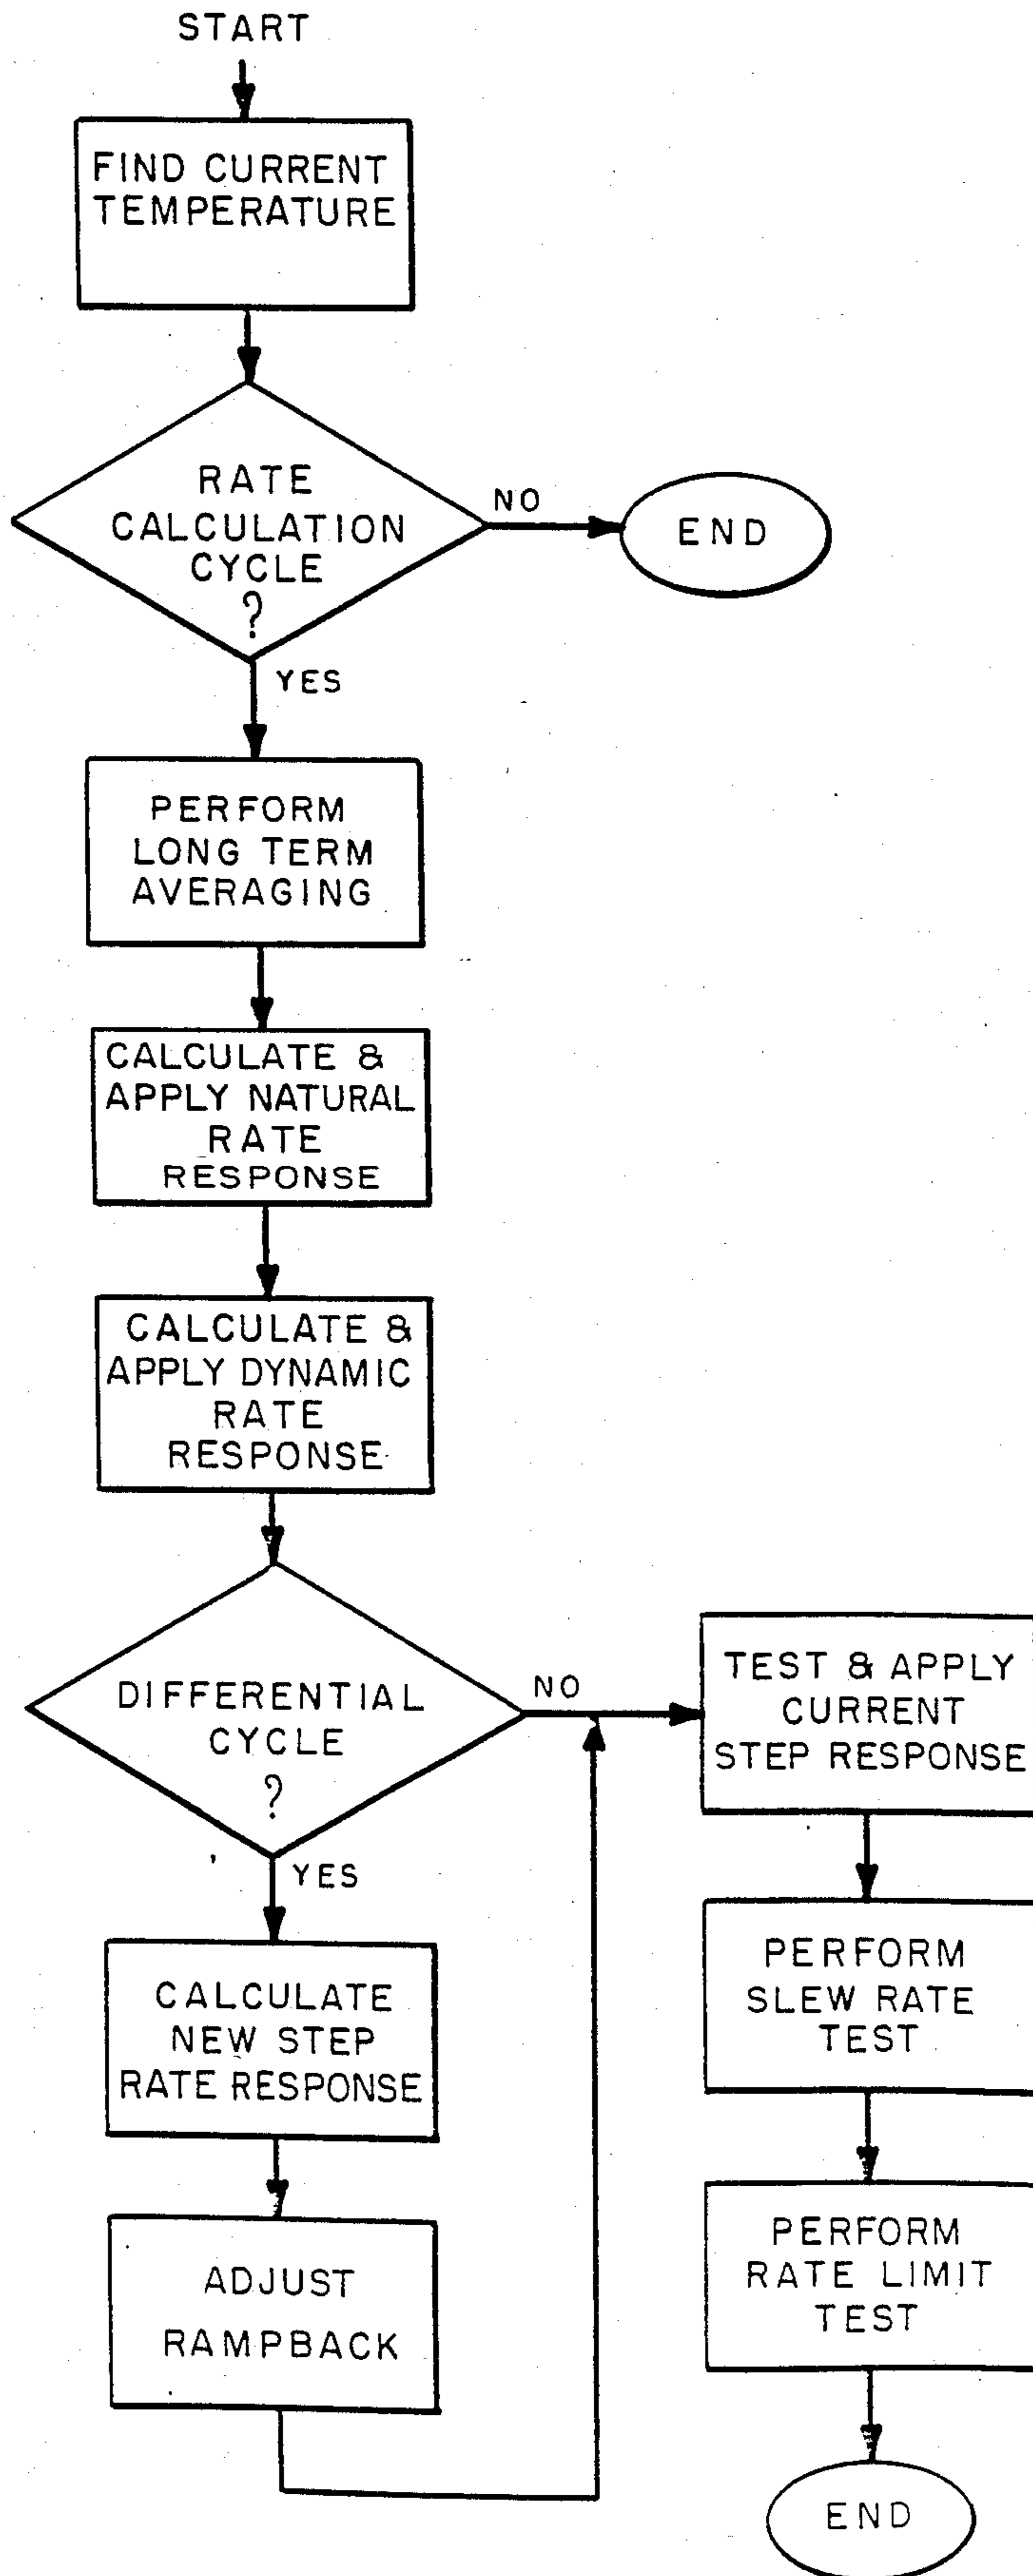 START
FIND CURRENT
TEMPERATURE
RATE
CALCULATION
CYCLE
?
NO
END
YES
PERFORM
LONG TERM
AVERAGING
CALCULATE &
APPLY NATURAL
RATE
RESPONSE
CALCULATE &
APPLY DYNAMIC
RATE
RESPONSE
DIFFERENTIAL
CYCLE
?
NO
YES
CALCULATE
NEW STEP
RATE RESPONSE
ADJUST
RAMPBACK
TEST & APPLY
CURRENT
STEP RESPONSE
PERFORM
SLEW RATE
TEST
PERFORM
RATE LIMIT
TEST
END